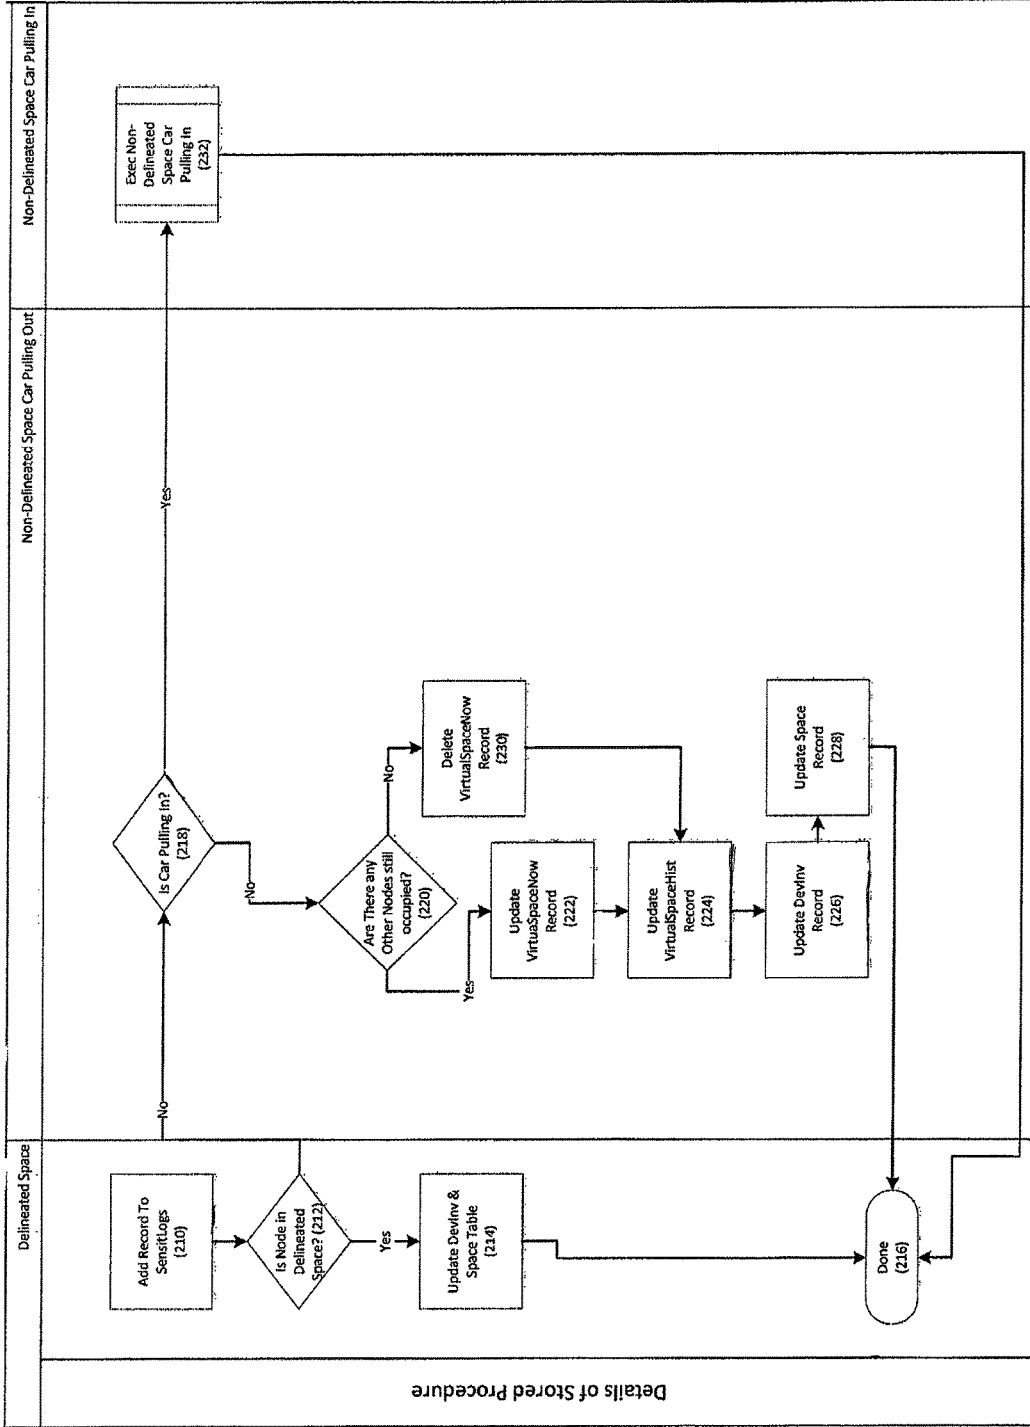 Details of Stored Procedure
Delineated Space
Non-Delineated Space Car Pulling Out
Non-Delineated Space Car Pulling In
Add Record To
SensitLogs
(210)
Is Node in
Delineated
Space? (212)
Yes
No
Update DevInv &
Space Table
(214)
Done
(216)
Is Car Pulling In?
(218)
No
Yes
Are There any
Other Nodes still
occupied?
(220)
Yes
No
Update
VirtuaSpaceNow
Record
(222)
Delete
VirtualSpaceNow
Record
(230)
Update
VirtualSpaceHist
Record
(224)
Update DevInv
Record
(226)
Update Space
Record
(228)
Exec Non-
Delineated
Space Car
Pulling In
(232)